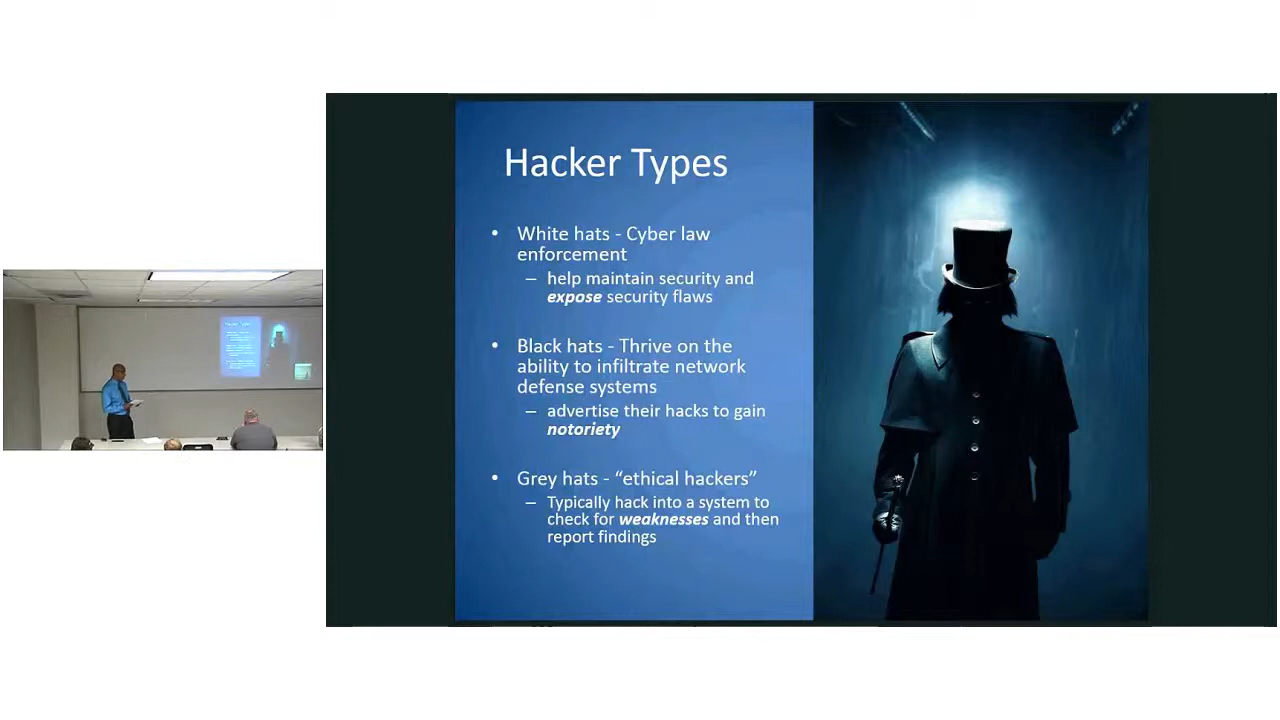 Hacker Types
• White hats - Cyber law
enforcement
– help maintain security and
expose security flaws
• Black hats - Thrive on the
ability to infiltrate network
defense systems
– advertise their hacks to gain
notoriety
• Grey hats - “ethical hackers”
– Typically hack into a system to
check for weaknesses and then
report findings